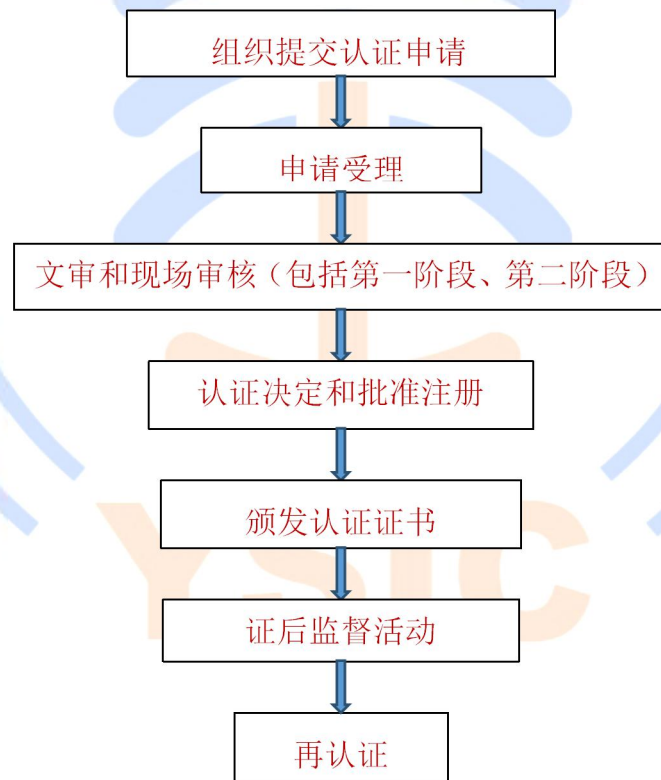 组织提交认证申请
申请受理
文审和现场审核（包括第一阶段、第二阶段）
认证决定和批准注册
颁发认证证书
YSIC
证后监督活动
再认证